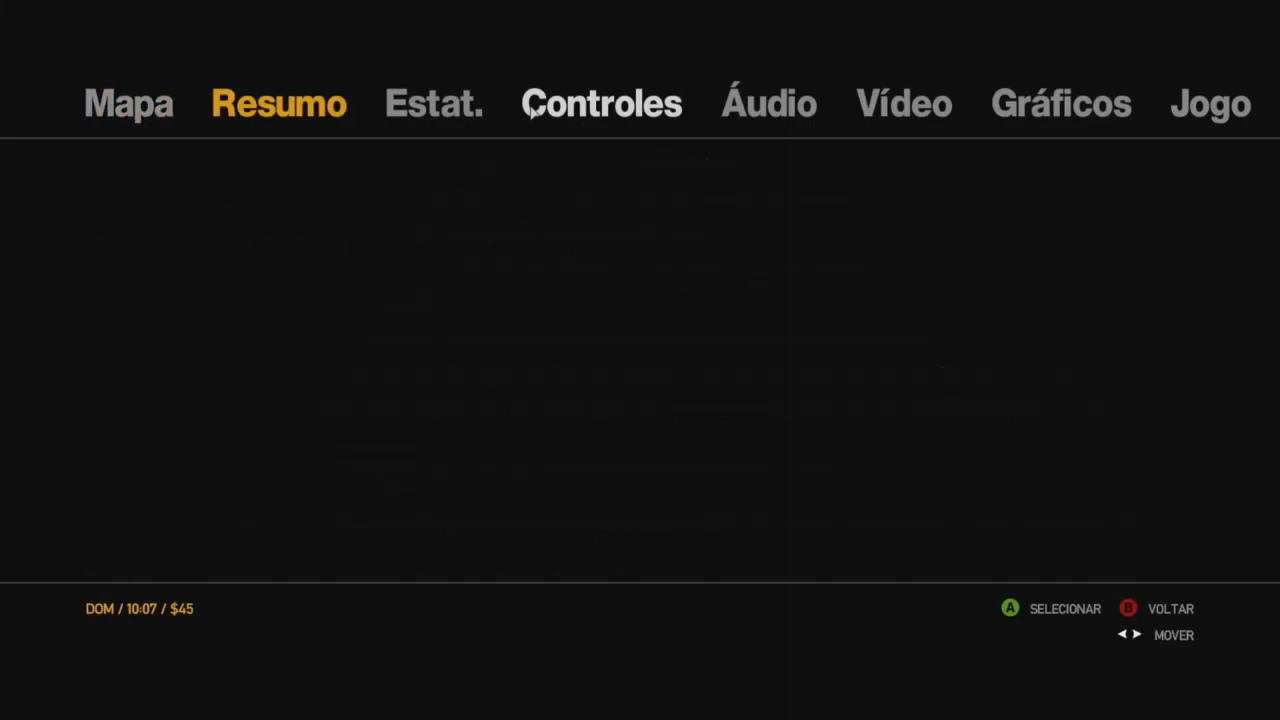 Mapa Resumo Estat. Controles Áudio Vídeo Gráficos Jogo
DOM / 10:07 / $45
A SELECIONAR B VOLTAR
MOVER